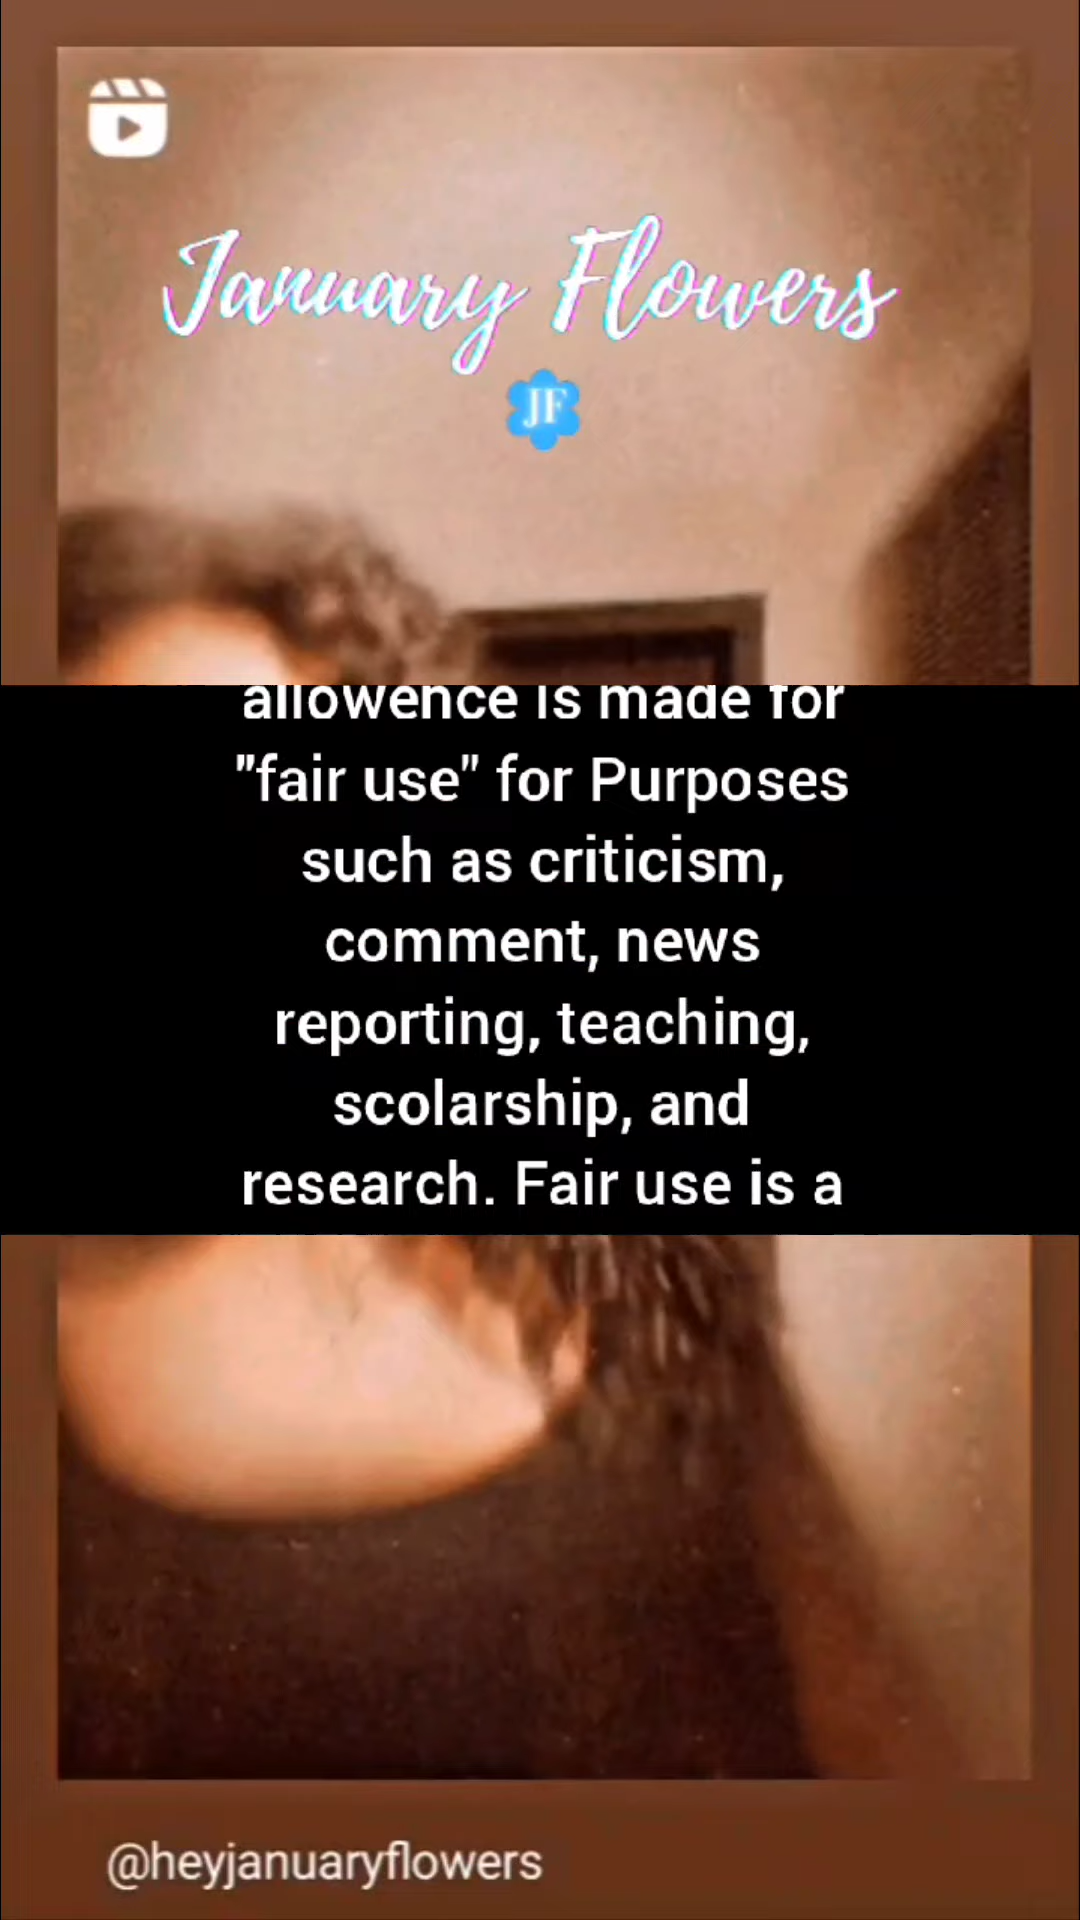 January Flowers
JF
allowence is made for
"fair use" for Purposes
such as criticism,
comment, news
reporting, teaching,
scolarship, and
research. Fair use is a
@heyjanuaryflowers